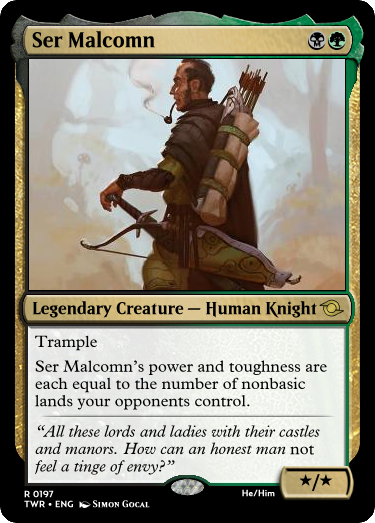 Ser Malcomn
Legendary Creature — Human Knight
Trample
Ser Malcomn's power and toughness are
each equal to the number of nonbasic
lands your opponents control.
“All these lords and ladies with their castles
and manors. How can an honest man not
feel a tinge of envy?”
*/*
R 0197
He/Him
TWR • ENG Simon Gocal